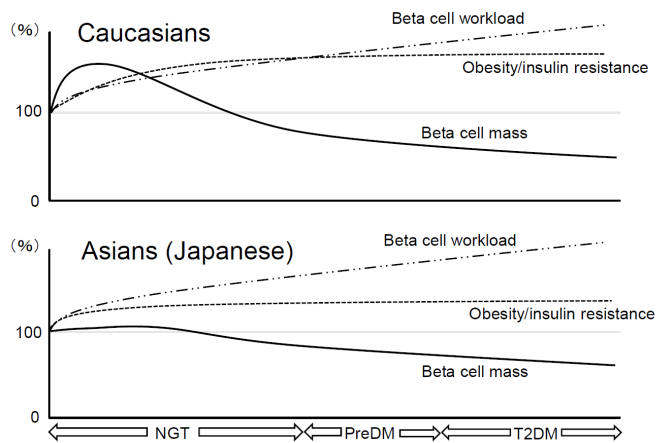 (%)
Caucasians
Beta cell workload
Obesity/insulin resistance
100
Beta cell mass
0
(%)
Asians (Japanese)
Beta cell workload
Obesity/insulin resistance
100
Beta cell mass
0
NGT PreDM T2DM